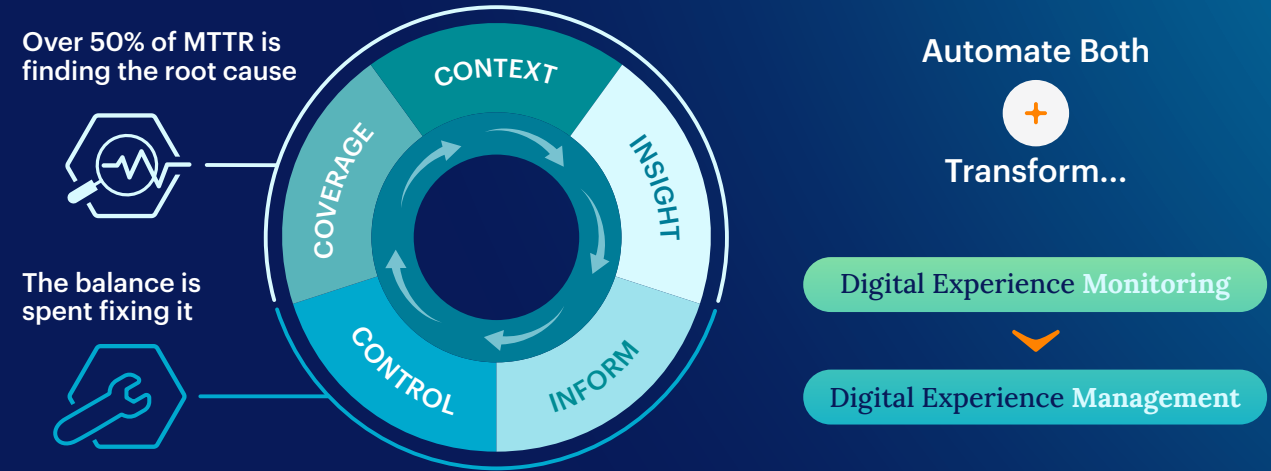 Over 50% of MTTR is
finding the root cause
The balance is
spent fixing it
CONTEXT
INSIGHT
INFORM
CONTROL
COVERAGE
Automate Both
Transform...
Digital Experience Monitoring
Digital Experience Management